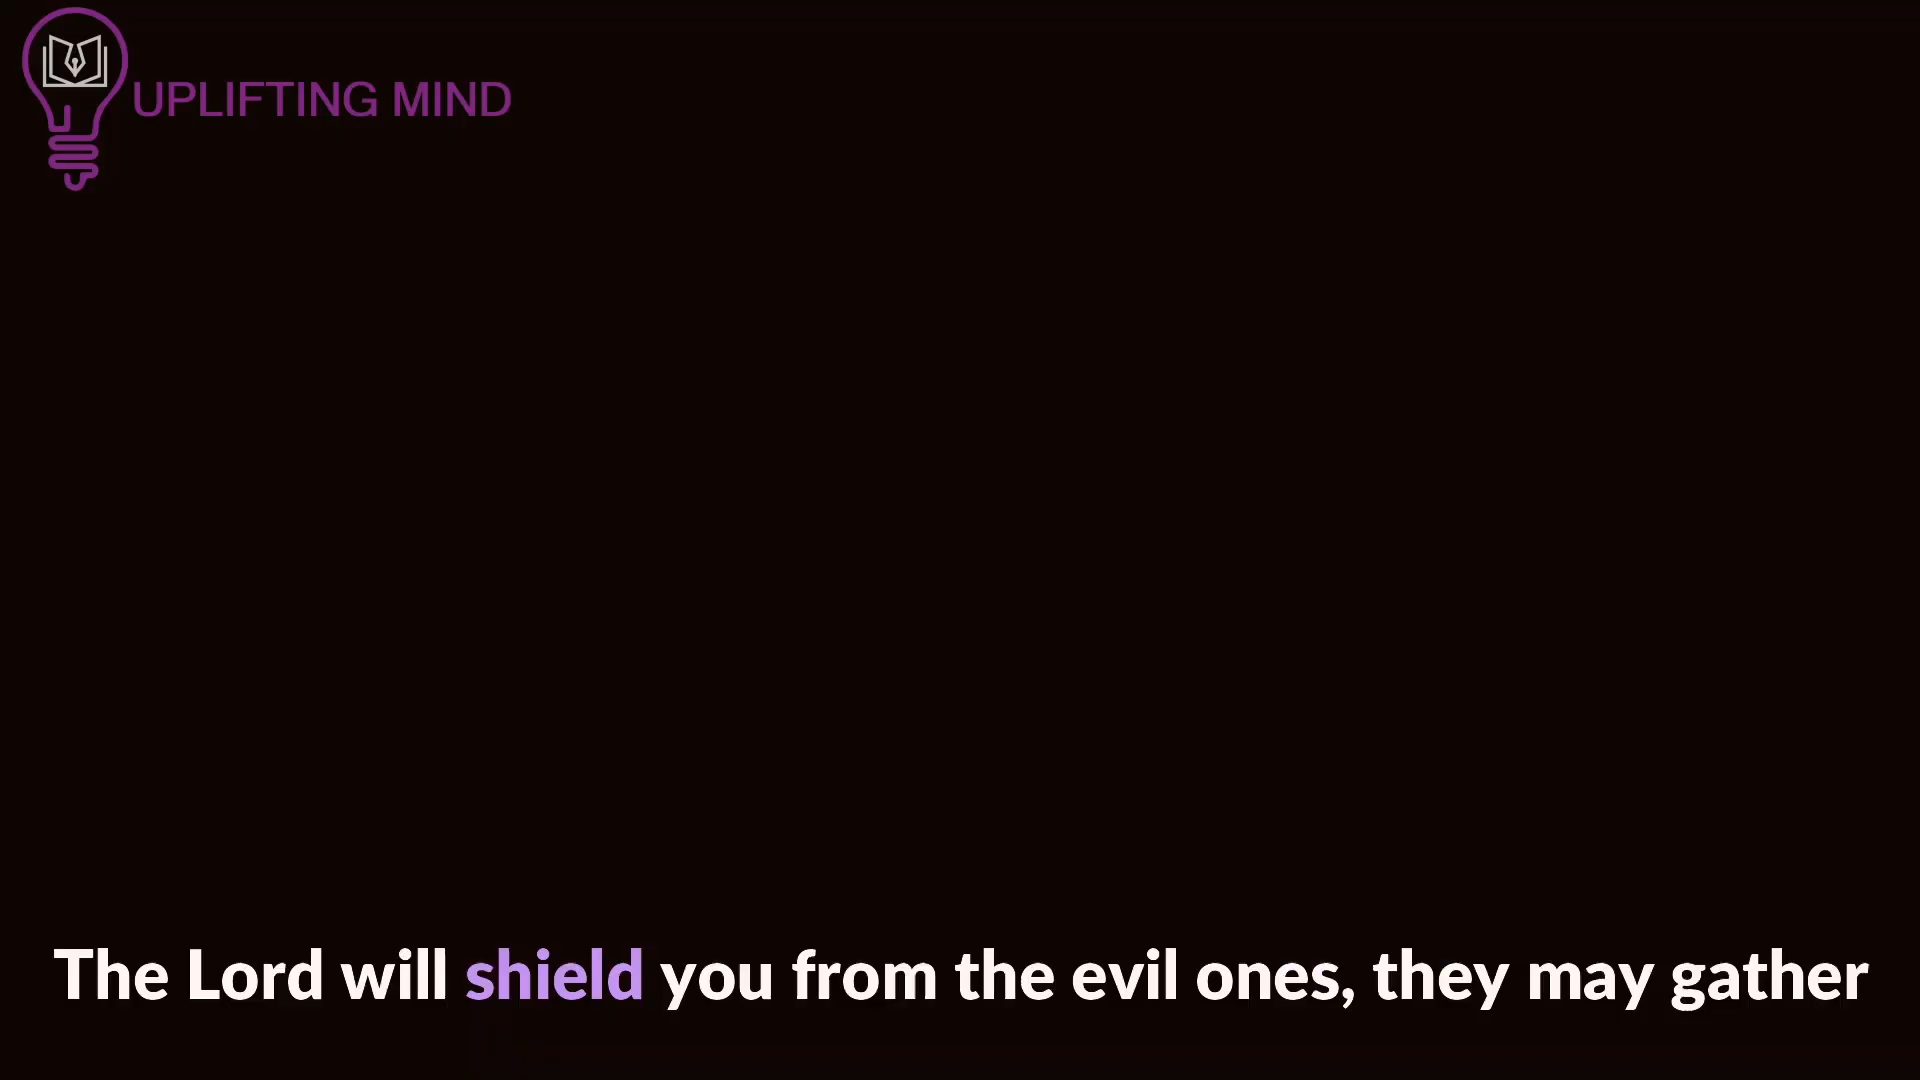 UPLIFTING MIND
The Lord will shield you from the evil ones, they may gather